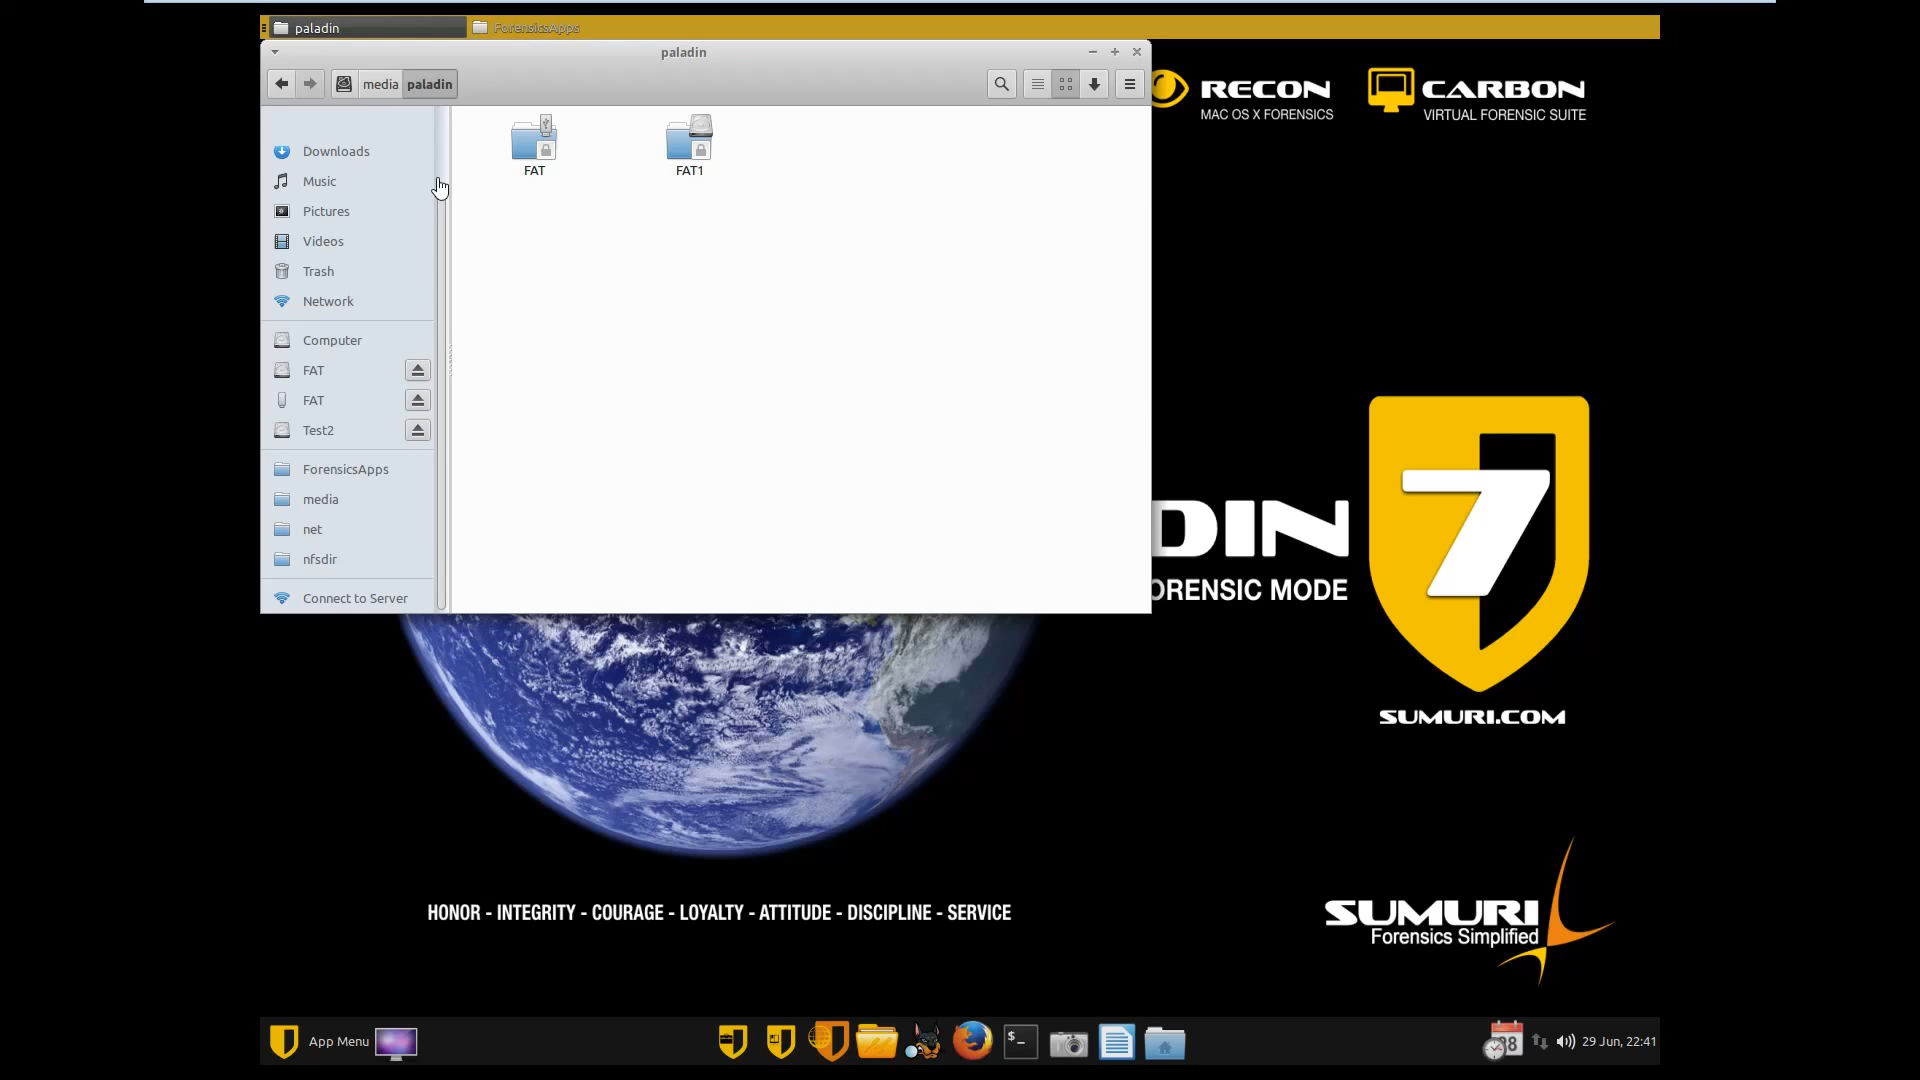 paladin
ForensicsApps
paladin
media
paladin
RECON
MAC OS X FORENSICS
CARBON
VIRTUAL FORENSIC SUITE
Downloads
Music
Pictures
Videos
Trash
Network
Computer
FAT
FAT
Test2
ForensicsApps
media
net
nfsdir
Connect to Server
FAT
FAT1
DIN
ORENSIC MODE
7
SUMURI.COM
HONOR - INTEGRITY - COURAGE - LOYALTY - ATTITUDE - DISCIPLINE - SERVICE
SUMURI
Forensics Simplified
App Menu
$_
29 Jun, 22:41